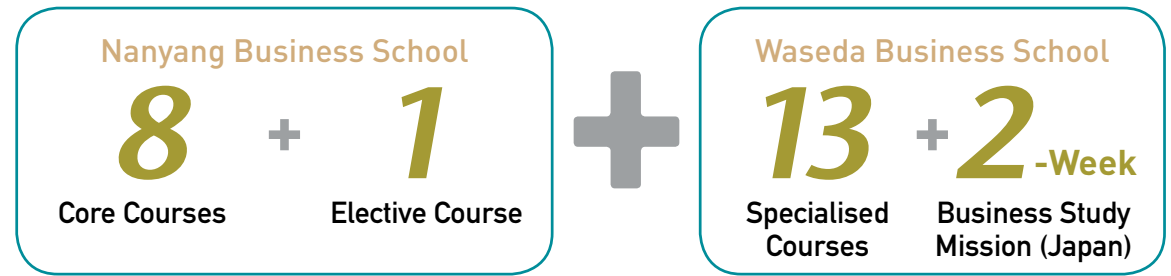 Nanyang Business School
8 + 1
Core Courses
Elective Course
+
Waseda Business School
13 + 2-Week
Specialised
Courses
Business Study
Mission (Japan)